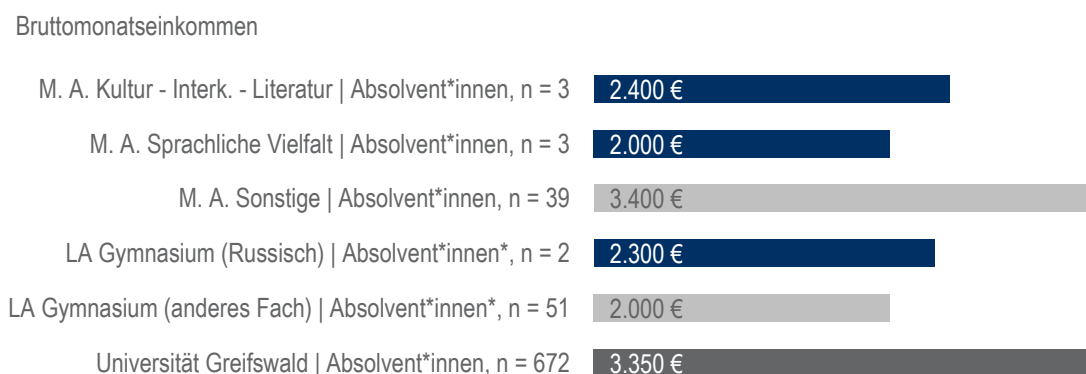 Bruttomonatseinkommen
M. A. Kultur - Interk. - Literatur | Absolvent*innen, n = 3 2.400 €
M. A. Sprachliche Vielfalt | Absolvent*innen, n = 3 2.000 €
M. A. Sonstige | Absolvent*innen, n = 39 3.400 €
LA Gymnasium (Russisch) | Absolvent*innen*, n = 2 2.300 €
LA Gymnasium (anderes Fach) | Absolvent*innen*, n = 51 2.000 €
Universität Greifswald | Absolvent*innen, n = 672 3.350 €